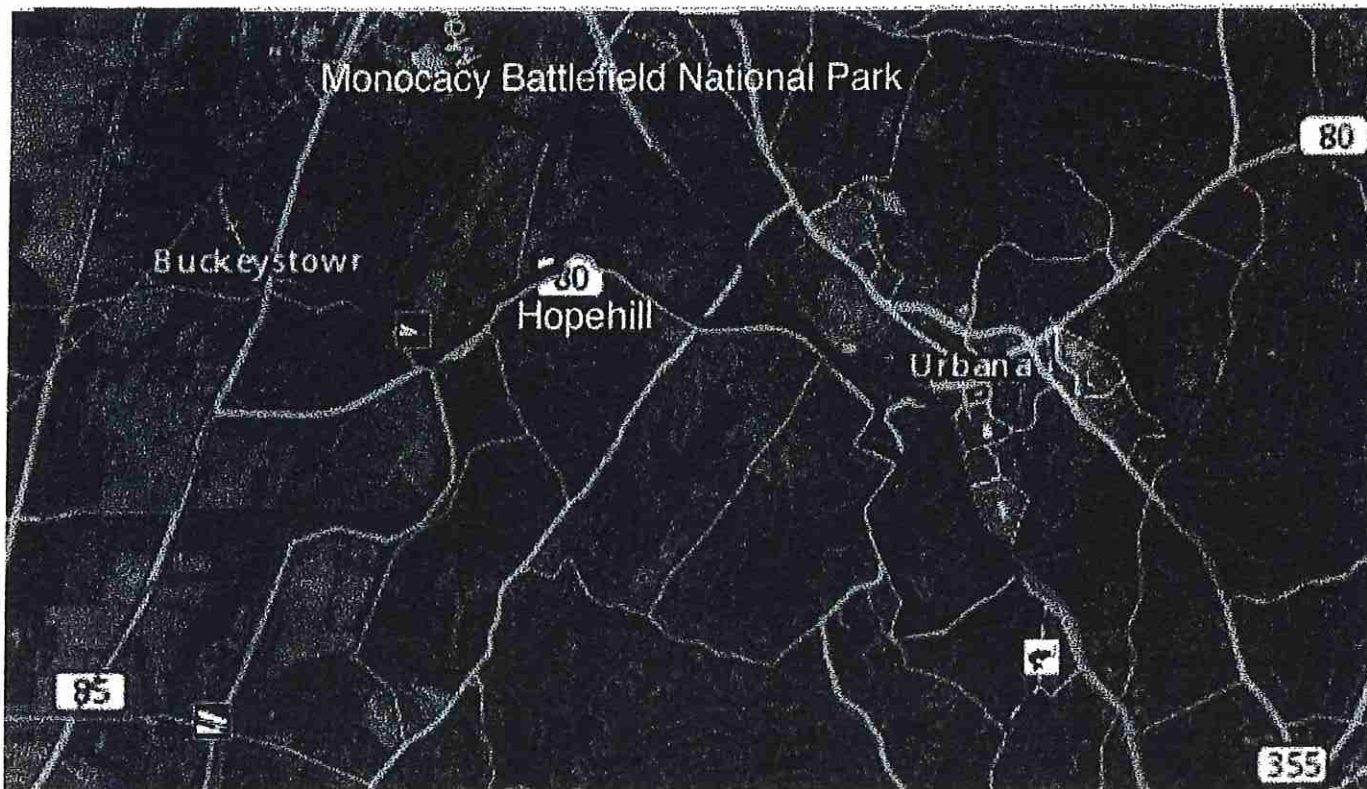 Monocacy Battlefield National Park
80
Buckeystowr
80
Hopehill
Urbana
85
355